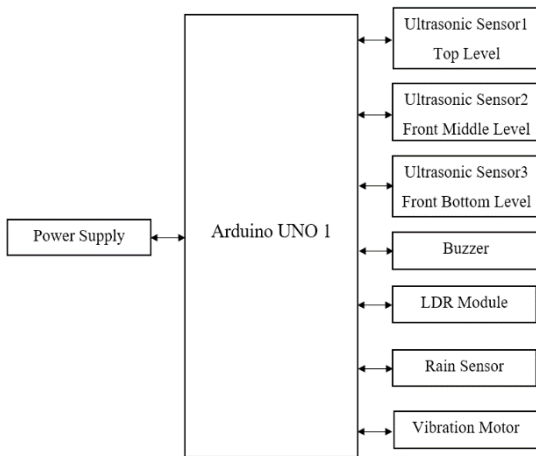 Ultrasonic Sensor1
Top Level
Ultrasonic Sensor2
Front Middle Level
Ultrasonic Sensor3
Front Bottom Level
Power Supply
Arduino UNO 1
Buzzer
LDR Module
Rain Sensor
Vibration Motor